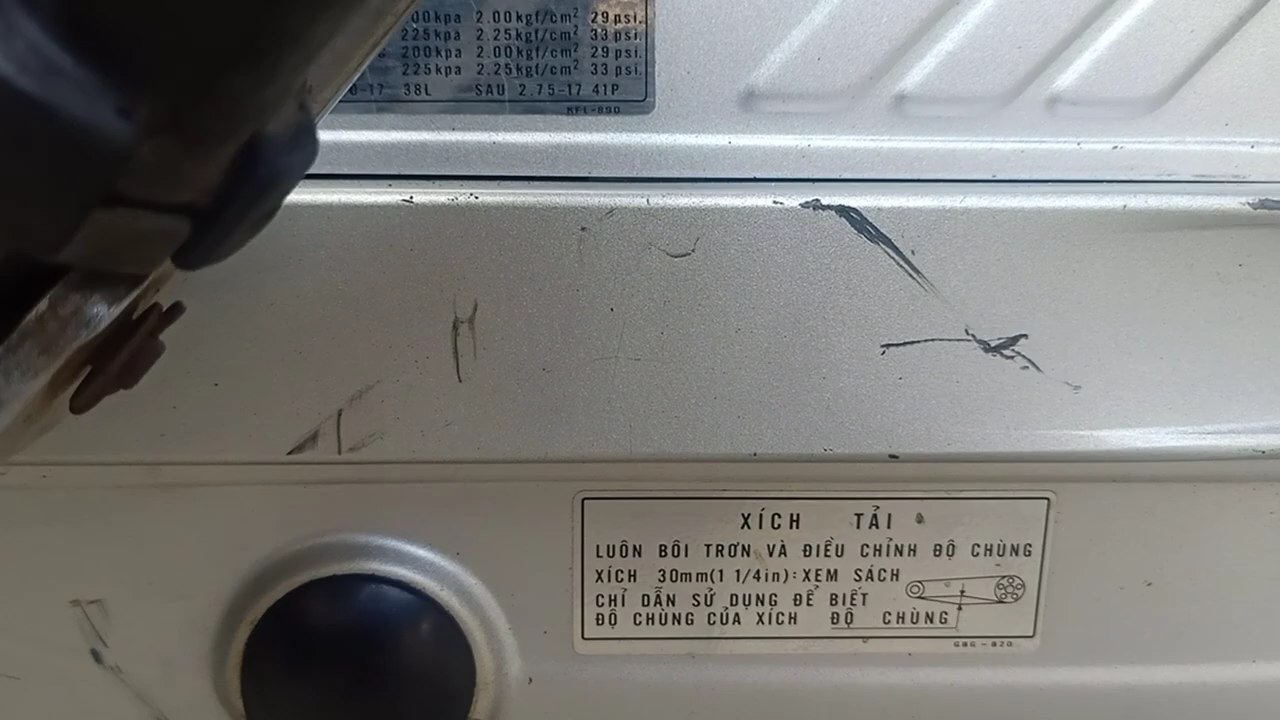 00kpa 2.00kgf/cm² 29psi.
225kpa 2.25kgf/cm² 33psi.
200kpa 2.00kgf/cm² 29psi.
225kpa 2.25kgf/cm² 33psi.
0-17 38L SAU 2.75-17 41P
KFL-890
XÍCH TẢI
LUÔN BÔI TRƠN VÀ ĐIỀU CHỈNH ĐỘ CHÙNG
XÍCH 30mm(1 1/4in):XEM SÁCH
CHỈ DẪN SỬ DỤNG ĐỂ BIẾT
ĐỘ CHÙNG CỦA XÍCH ĐỘ CHÙNG
GBG-820